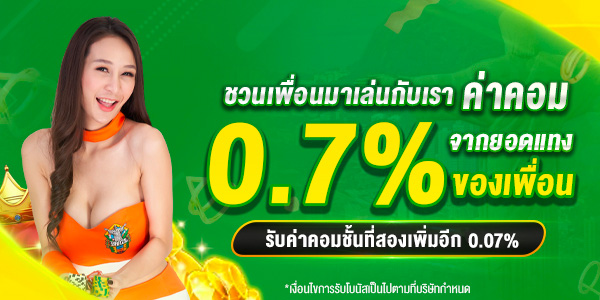 ชวนเพื่อนมาเล่นกับเรา ค่าคอม
0.7% จากยอดแทง
ของเพื่อน
รับค่าคอมชั้นที่สองเพิ่มอีก 0.07%
*เงื่อนไขการรับโบนัสเป็นไปตามที่บริษัทกำหนด